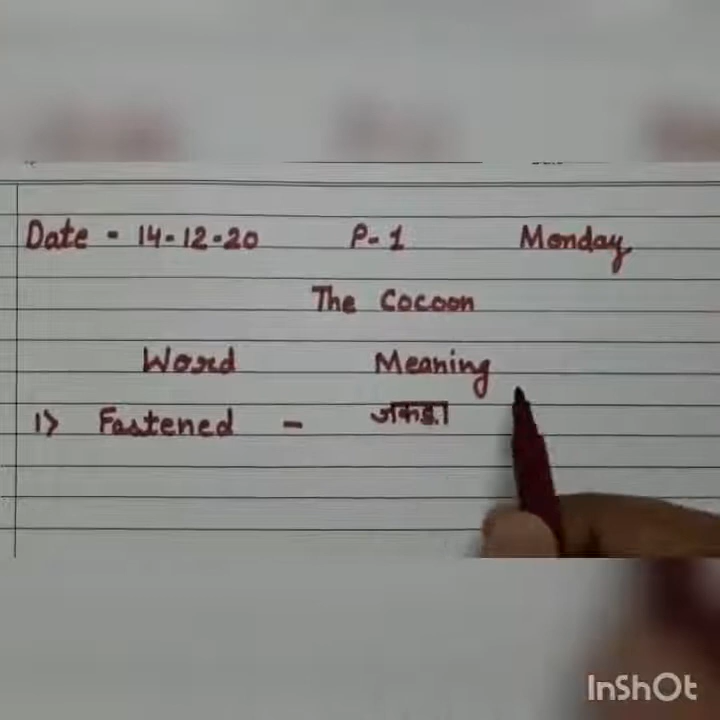 Date - 14-12-20 P-1 Monday
The Cocoon
Word Meaning
1> Fastened - जकड़ा
InShOt